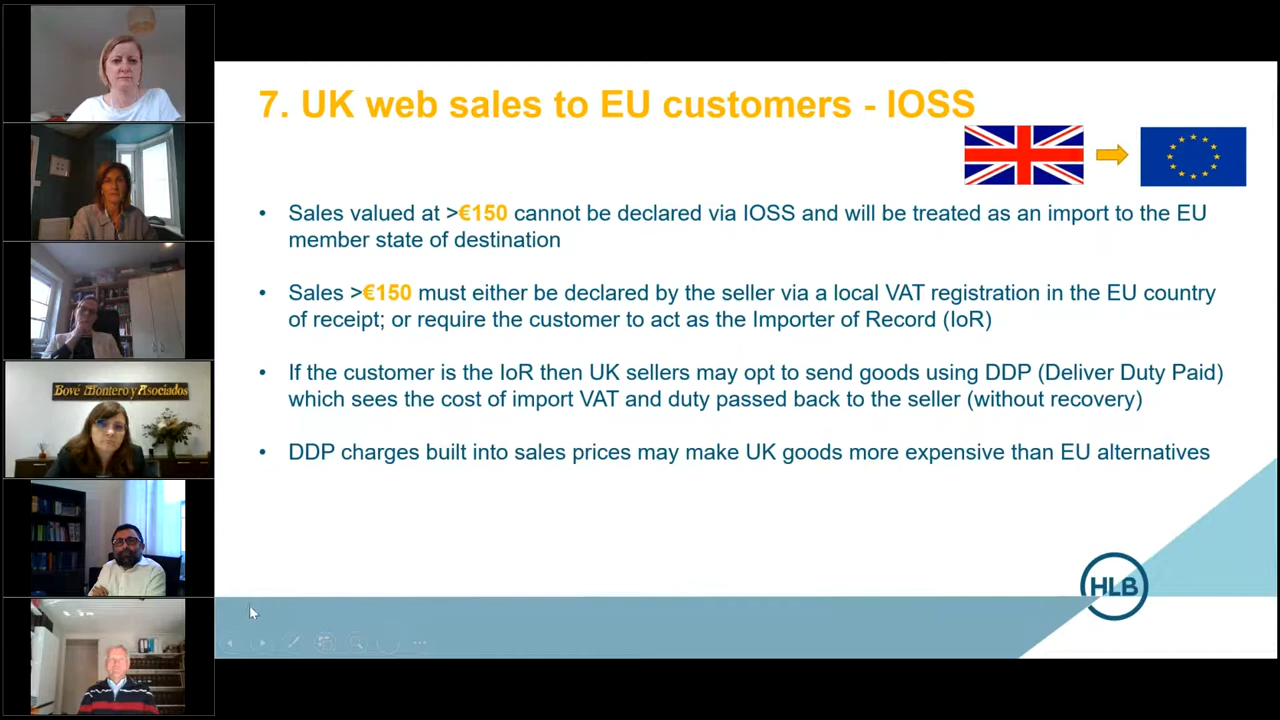 7. UK web sales to EU customers - IOSS
• Sales valued at >€150 cannot be declared via IOSS and will be treated as an import to the EU
member state of destination
• Sales >€150 must either be declared by the seller via a local VAT registration in the EU country
of receipt; or require the customer to act as the Importer of Record (IoR)
• If the customer is the IoR then UK sellers may opt to send goods using DDP (Deliver Duty Paid)
which sees the cost of import VAT and duty passed back to the seller (without recovery)
• DDP charges built into sales prices may make UK goods more expensive than EU alternatives
HLB
Bové Montero y Asociados